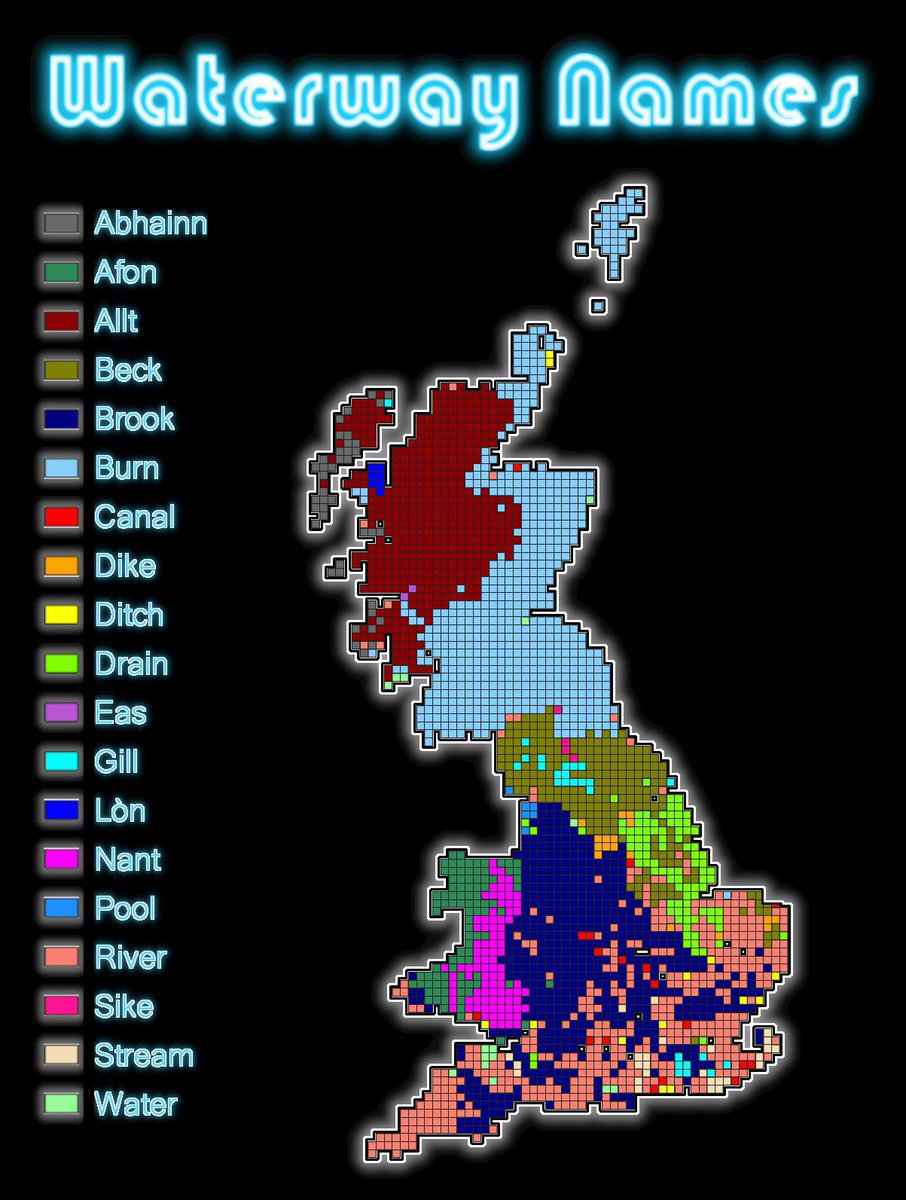 Waterway Names
Abhainn
Afon
Allt
Beck
Brook
Burn
Canal
Dike
Ditch
Drain
Eas
Gill
Lòn
Nant
Pool
River
Sike
Stream
Water